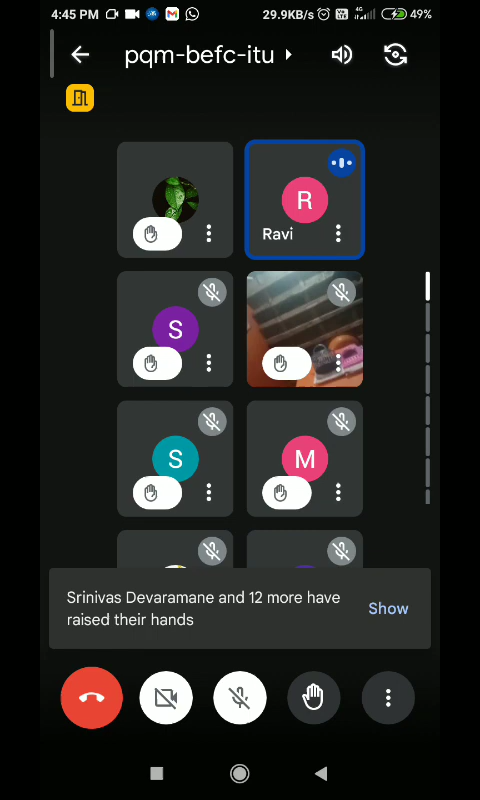 4:45 PM 29.9KB/s 4G 49%
pqm-befc-itu
R
Ravi
S
S
M
Srinivas Devaramane and 12 more have
raised their hands
Show